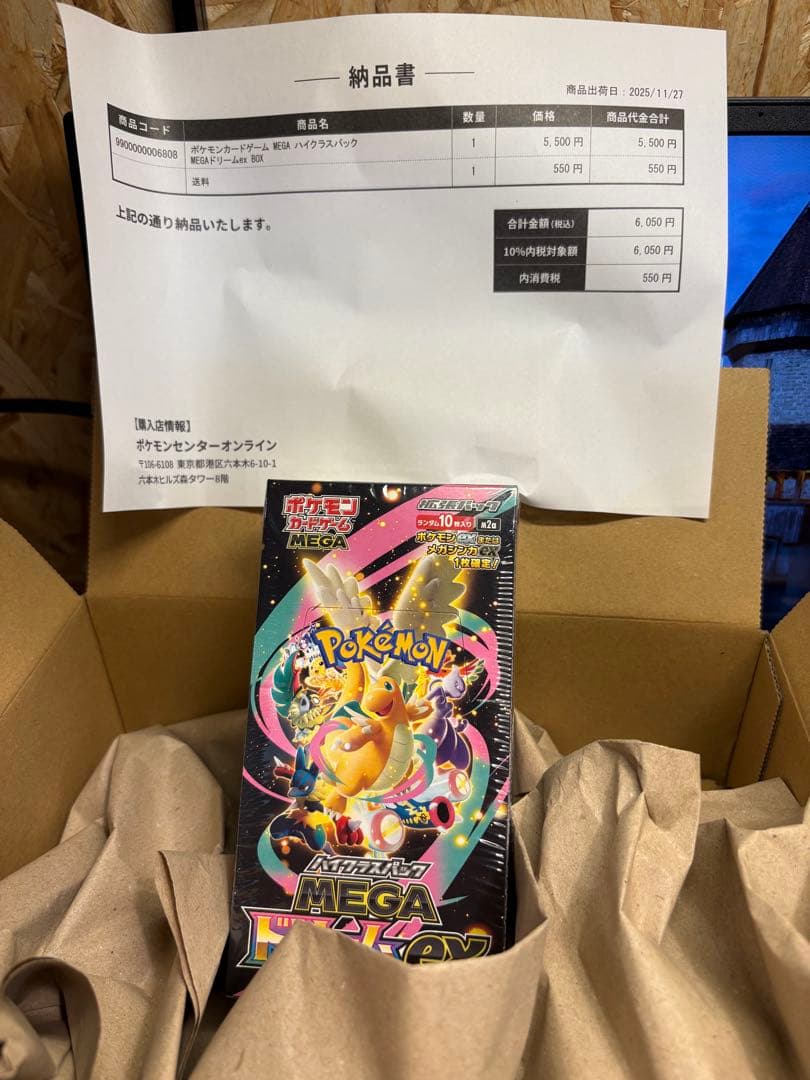 納品書
商品出荷日：2025/11/27
商品コード 商品名 数量 価格 商品代金合計
9900000006808 ポケモンカードゲーム MEGA ハイクラスパック 1 5,500 円 5,500 円
MEGAドリームex BOX
送料 1 550 円 550 円
上記の通り納品いたします。
合計金額(税込) 6,050 円
10%内税対象額 6,050 円
内消費税 550 円
【購入店情報】
ポケモンセンターオンライン
〒106-6108 東京都港区六本木6-10-1
六本木ヒルズ森タワー8階
ポケモン
カードゲーム
MEGA
拡張パック
ランダム10枚入り
ポケモンexまたは
メガシンカex
1枚確定!
POKéMON
ハイクラスパック
MEGA
ドリームex